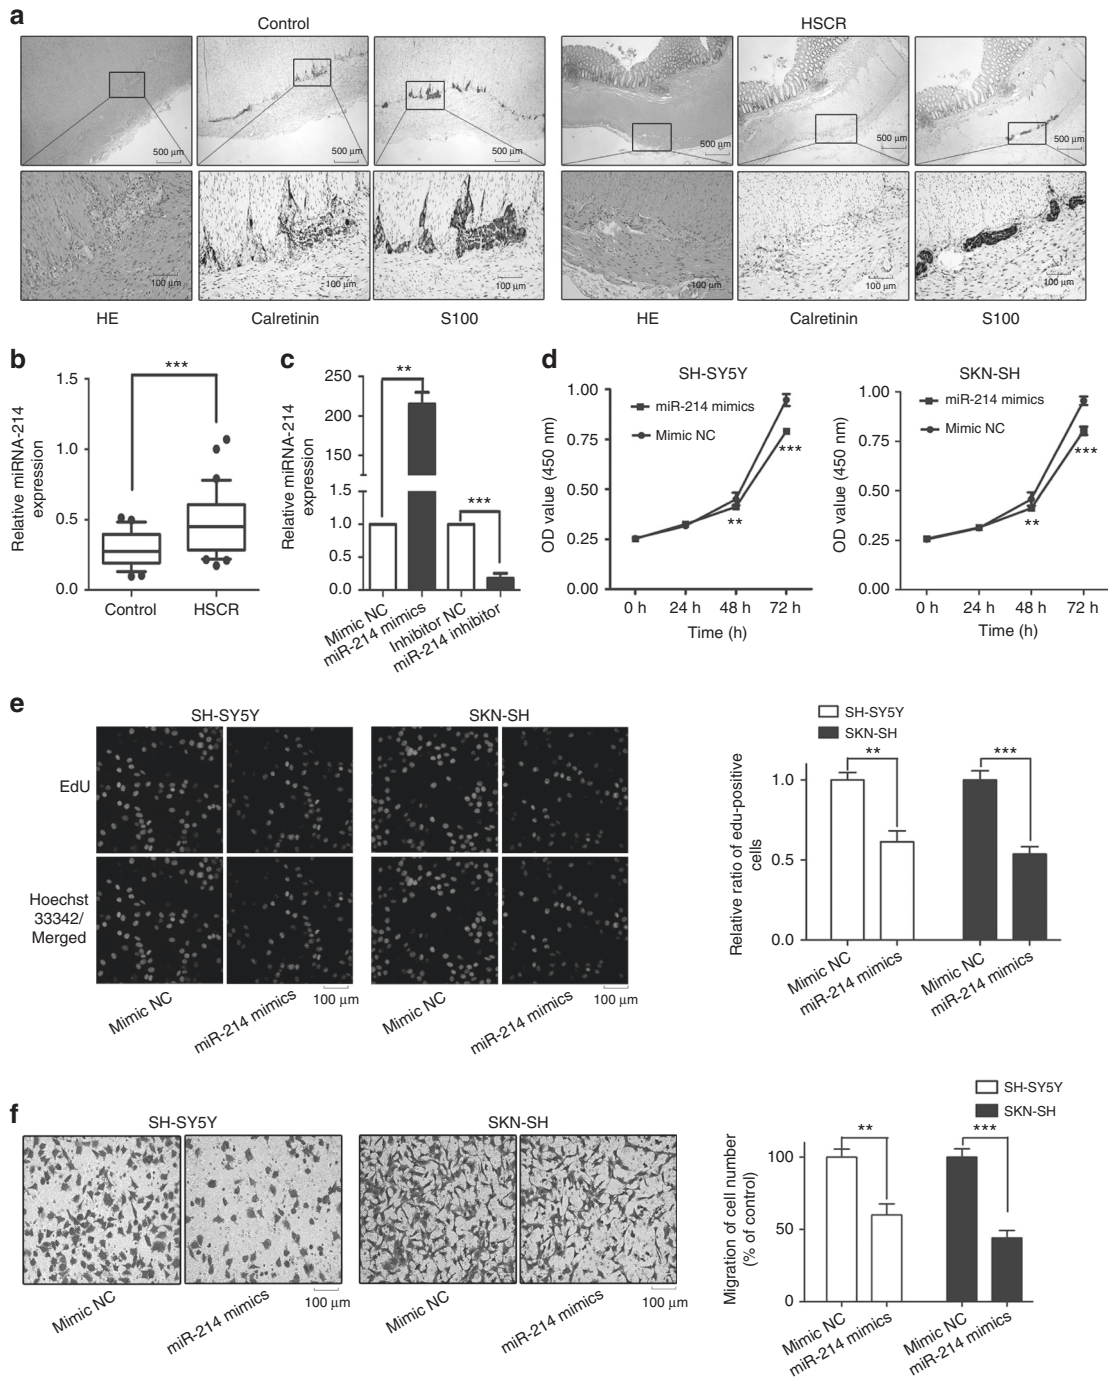 a
Control
HSCR
500 µm
500 µm
500 µm
500 µm
500 µm
500 µm
100 µm
100 µm
100 µm
100 µm
100 µm
100 µm
HE
Calretinin
S100
HE
Calretinin
S100
b
Relative miRNA-214
expression
1.5
1.0
0.5
0.0
***
Control
HSCR
c
Relative miRNA-214
expression
250
200
150
1.5
1.0
0.5
0.0
**
***
Mimic NC
miR-214 mimics
Inhibitor NC
miR-214 inhibitor
d
SH-SY5Y
OD value (450 nm)
1.00
0.75
0.50
0.25
0.00
miR-214 mimics
Mimic NC
**
***
0 h
24 h
48 h
72 h
Time (h)
SKN-SH
OD value (450 nm)
1.00
0.75
0.50
0.25
0.00
miR-214 mimics
Mimic NC
**
***
0 h
24 h
48 h
72 h
Time (h)
e
SH-SY5Y
SKN-SH
EdU
Hoechst
33342/
Merged
100 µm
100 µm
Mimic NC
miR-214 mimics
Mimic NC
miR-214 mimics
SH-SY5Y
SKN-SH
Relative ratio of edu-positive
cells
1.0
0.5
0.0
**
***
Mimic NC
miR-214 mimics
Mimic NC
miR-214 mimics
f
SH-SY5Y
SKN-SH
100 µm
100 µm
Mimic NC
miR-214 mimics
Mimic NC
miR-214 mimics
SH-SY5Y
SKN-SH
Migration of cell number
(% of control)
100
50
0
**
***
Mimic NC
miR-214 mimics
Mimic NC
miR-214 mimics